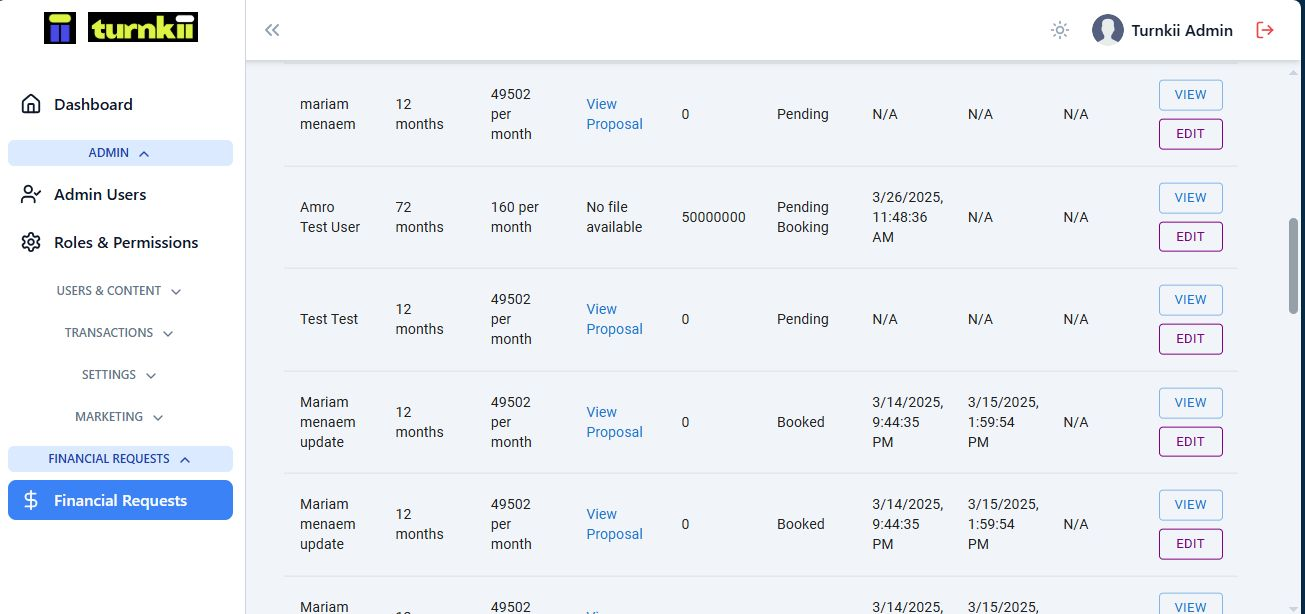 turnkii
Turnkii Admin
Dashboard
ADMIN
Admin Users
Roles & Permissions
USERS & CONTENT
TRANSACTIONS
SETTINGS
MARKETING
FINANCIAL REQUESTS
Financial Requests
mariam
menaem
12
months
49502
per
month
View
Proposal
0
Pending
N/A
N/A
N/A
VIEW
EDIT
Amro
Test User
72
months
160 per
month
No file
available
50000000
Pending
Booking
3/26/2025,
11:48:36
AM
N/A
N/A
VIEW
EDIT
Test Test
12
months
49502
per
month
View
Proposal
0
Pending
N/A
N/A
N/A
VIEW
EDIT
Mariam
menaem
update
12
months
49502
per
month
View
Proposal
0
Booked
3/14/2025,
9:44:35
PM
3/15/2025,
1:59:54
PM
N/A
VIEW
EDIT
Mariam
menaem
update
12
months
49502
per
month
View
Proposal
0
Booked
3/14/2025,
9:44:35
PM
3/15/2025,
1:59:54
PM
N/A
VIEW
EDIT
Mariam
49502
3/14/2025,
3/15/2025,
VIEW